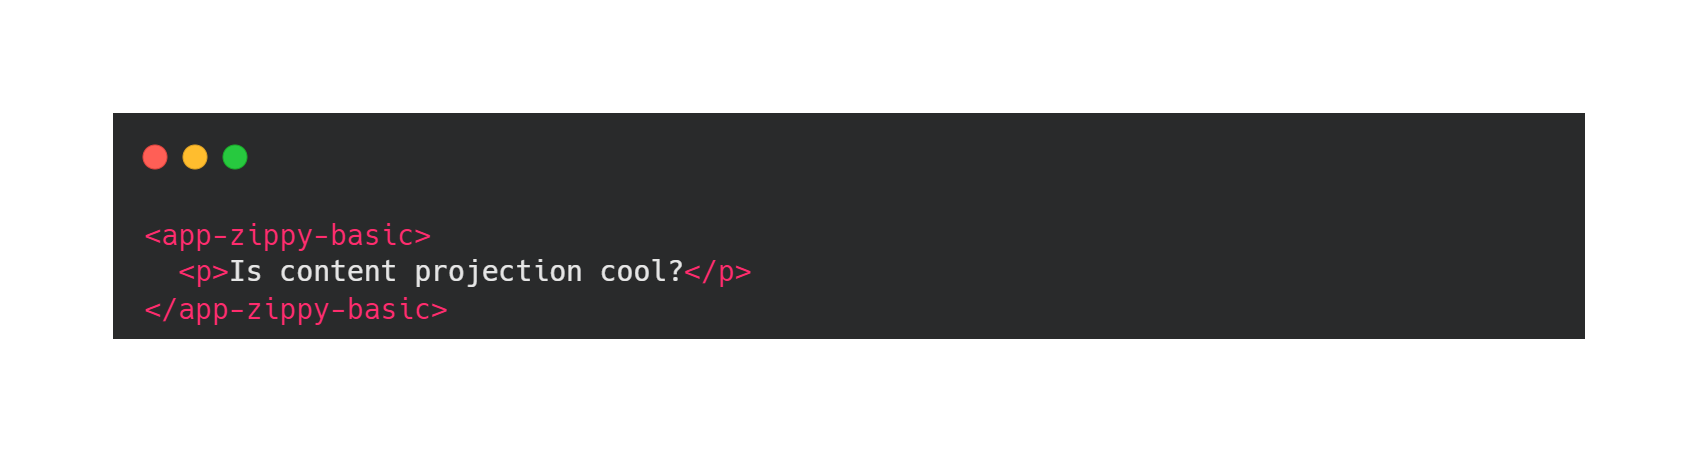 <app-zippy-basic>
  <p>Is content projection cool?</p>
</app-zippy-basic>